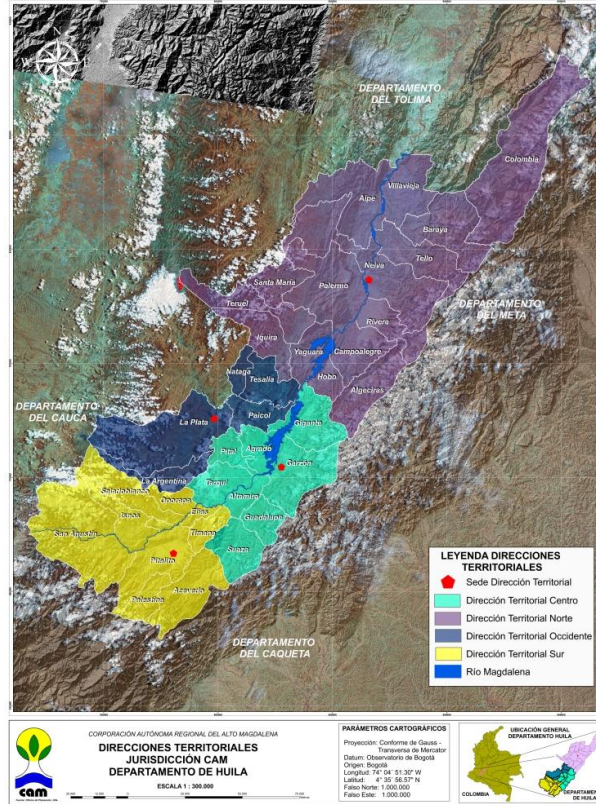 DEPARTAMENTO
DEL TOLIMA
Colombia
Villavieja
Aipe
Baraya
Tello
Neiva
Santa María
Palermo
Teruel
DEPARTAMENTO
DEL META
Rivera
Iquira
Yaguará
Campoalegre
Nataga
Tesalia
Hobo
Algeciras
DEPARTAMENTO
DEL CAUCA
La Plata
Paicol
Gigante
Pital
Agrado
Garzón
La Argentina
Tarqui
Saladoblanco
Oporapa
Altamira
Isnos
Elias
Guadalupe
San Agustín
Timaná
Suaza
Pitalito
Acevedo
Palestina
DEPARTAMENTO
DEL CAQUETA
LEYENDA DIRECCIONES
TERRITORIALES
Sede Dirección Territorial
Dirección Territorial Centro
Dirección Territorial Norte
Dirección Territorial Occidente
Dirección Territorial Sur
Río Magdalena
cam
CORPORACIÓN AUTÓNOMA REGIONAL DEL ALTO MAGDALENA
DIRECCIONES TERRITORIALES
JURISDICCIÓN CAM
DEPARTAMENTO DE HUILA
ESCALA 1 : 300.000
PARÁMETROS CARTOGRÁFICOS
Proyección: Conforme de Gauss -
Transversa de Mercator
Datum: Observatorio de Bogotá
Origen: Bogotá
Longitud: 74° 04´ 51.30" W
Latitud: 4° 35´ 56.57" N
Falso Norte: 1.000.000
Falso Este: 1.000.000
UBICACIÓN GENERAL
DEPARTAMENTO HUILA
COLOMBIA
DEPARTAMENTO
DE HUILA